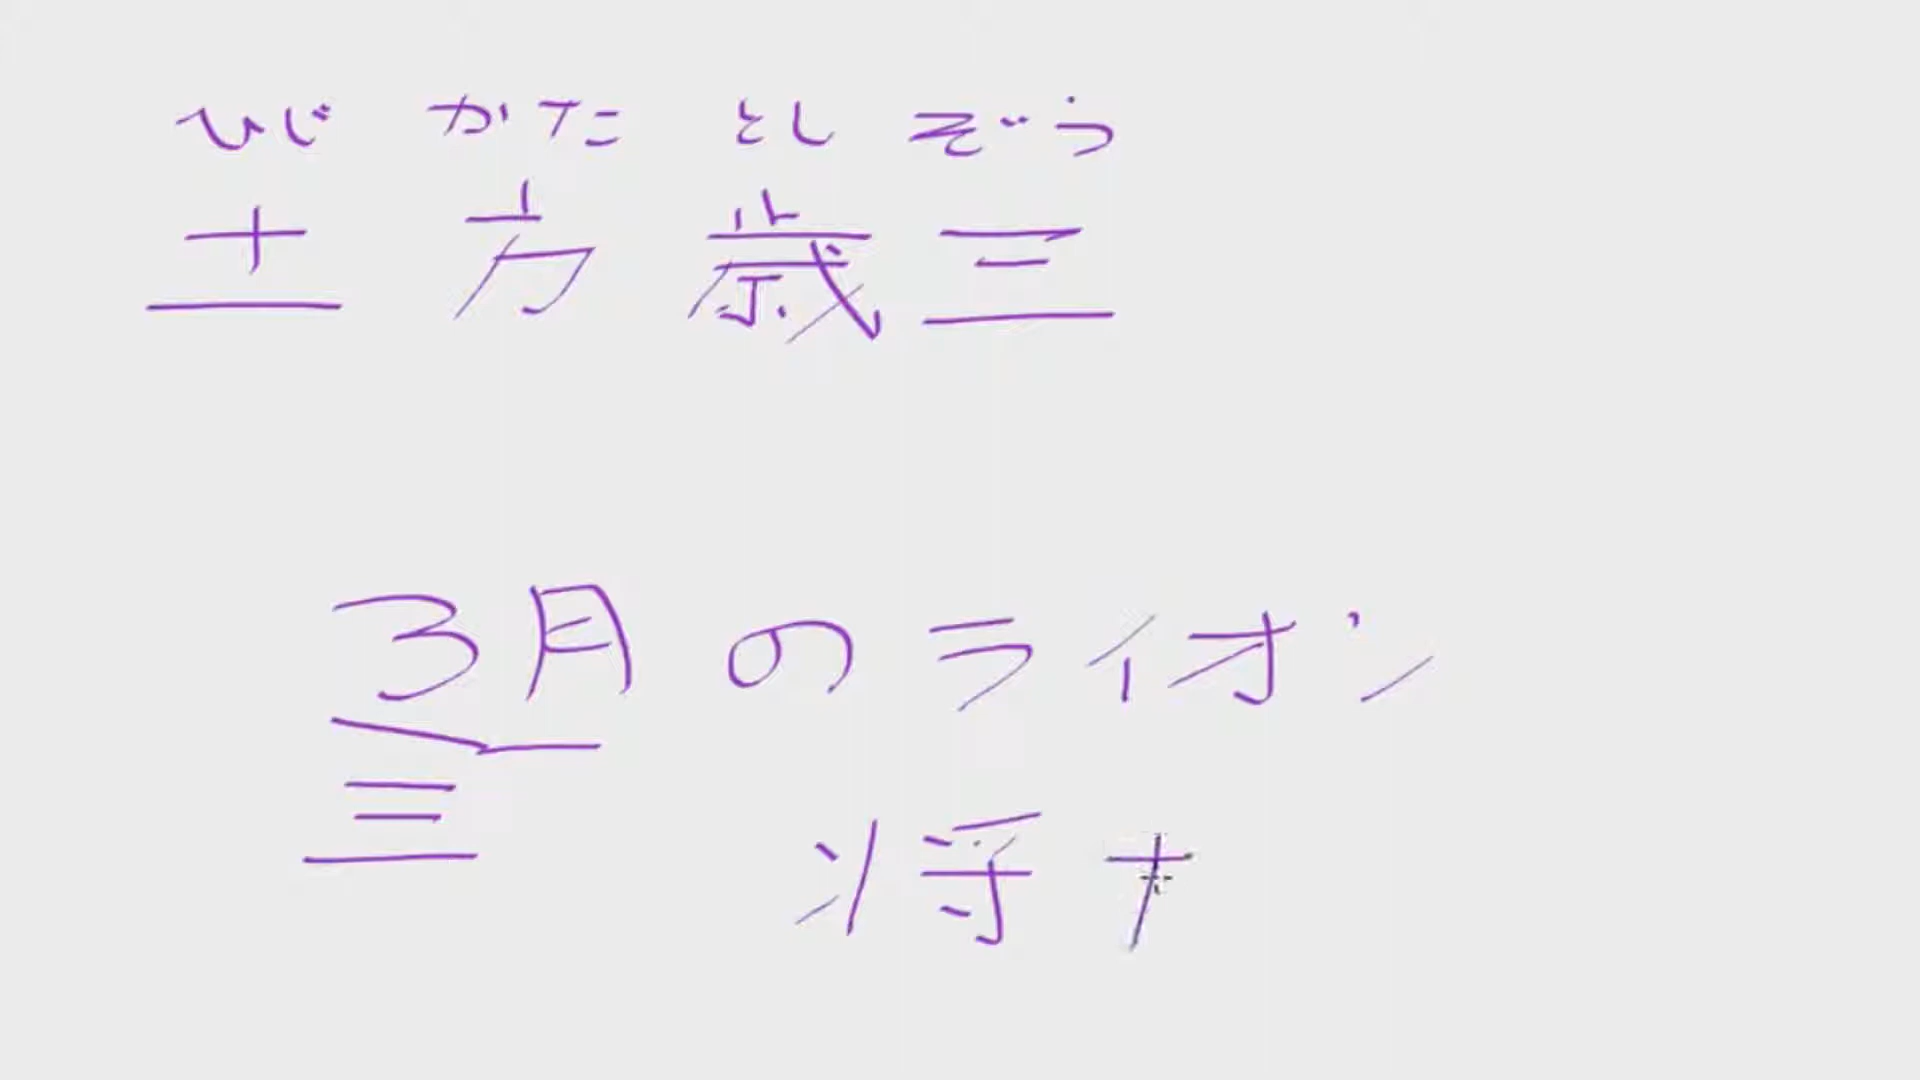 ひじ かた とし ぞう
土方歳三
3月のライオン
三
将